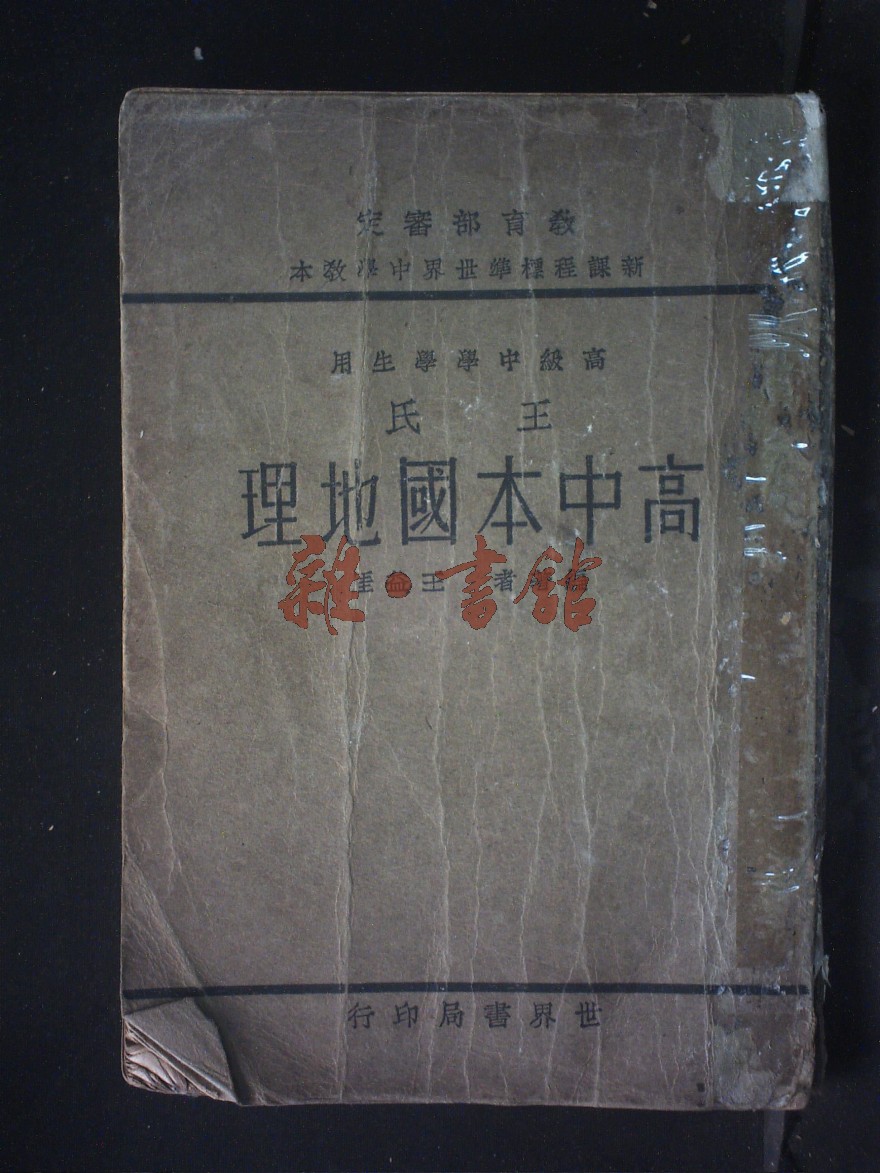 教育部審定
新課程標準世界中學教本
高級中學學生用
王氏
高中本國地理
編著者 王益厓
雜·書館
世界書局印行